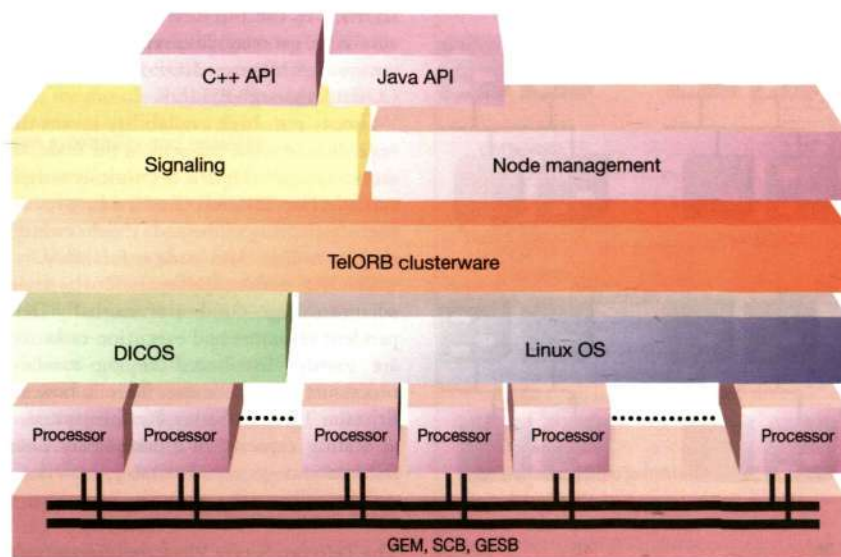 C++ API
Java API
Signaling
Node management
TelORB clusterware
DICOS
Linux OS
Processor
Processor
Processor
Processor
Processor
Processor
GEM, SCB, GESB